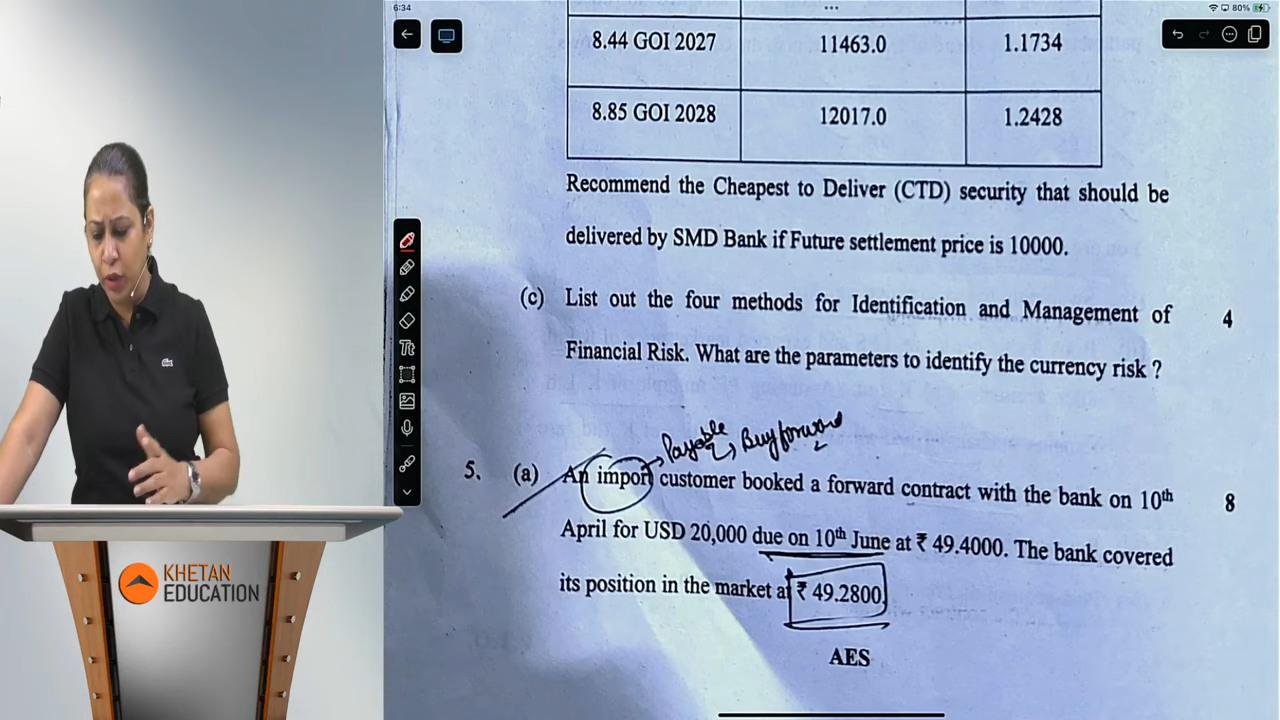 6:34
80%
8.44 GOI 2027 11463.0 1.1734
8.85 GOI 2028 12017.0 1.2428
Recommend the Cheapest to Deliver (CTD) security that should be
delivered by SMD Bank if Future settlement price is 10000.
(c) List out the four methods for Identification and Management of 4
Financial Risk. What are the parameters to identify the currency risk ?
Payable Buy forward
5. (a) An import customer booked a forward contract with the bank on 10th 8
April for USD 20,000 due on 10th June at ₹ 49.4000. The bank covered
its position in the market at ₹ 49.2800
AES
Tt
KHETAN
EDUCATION